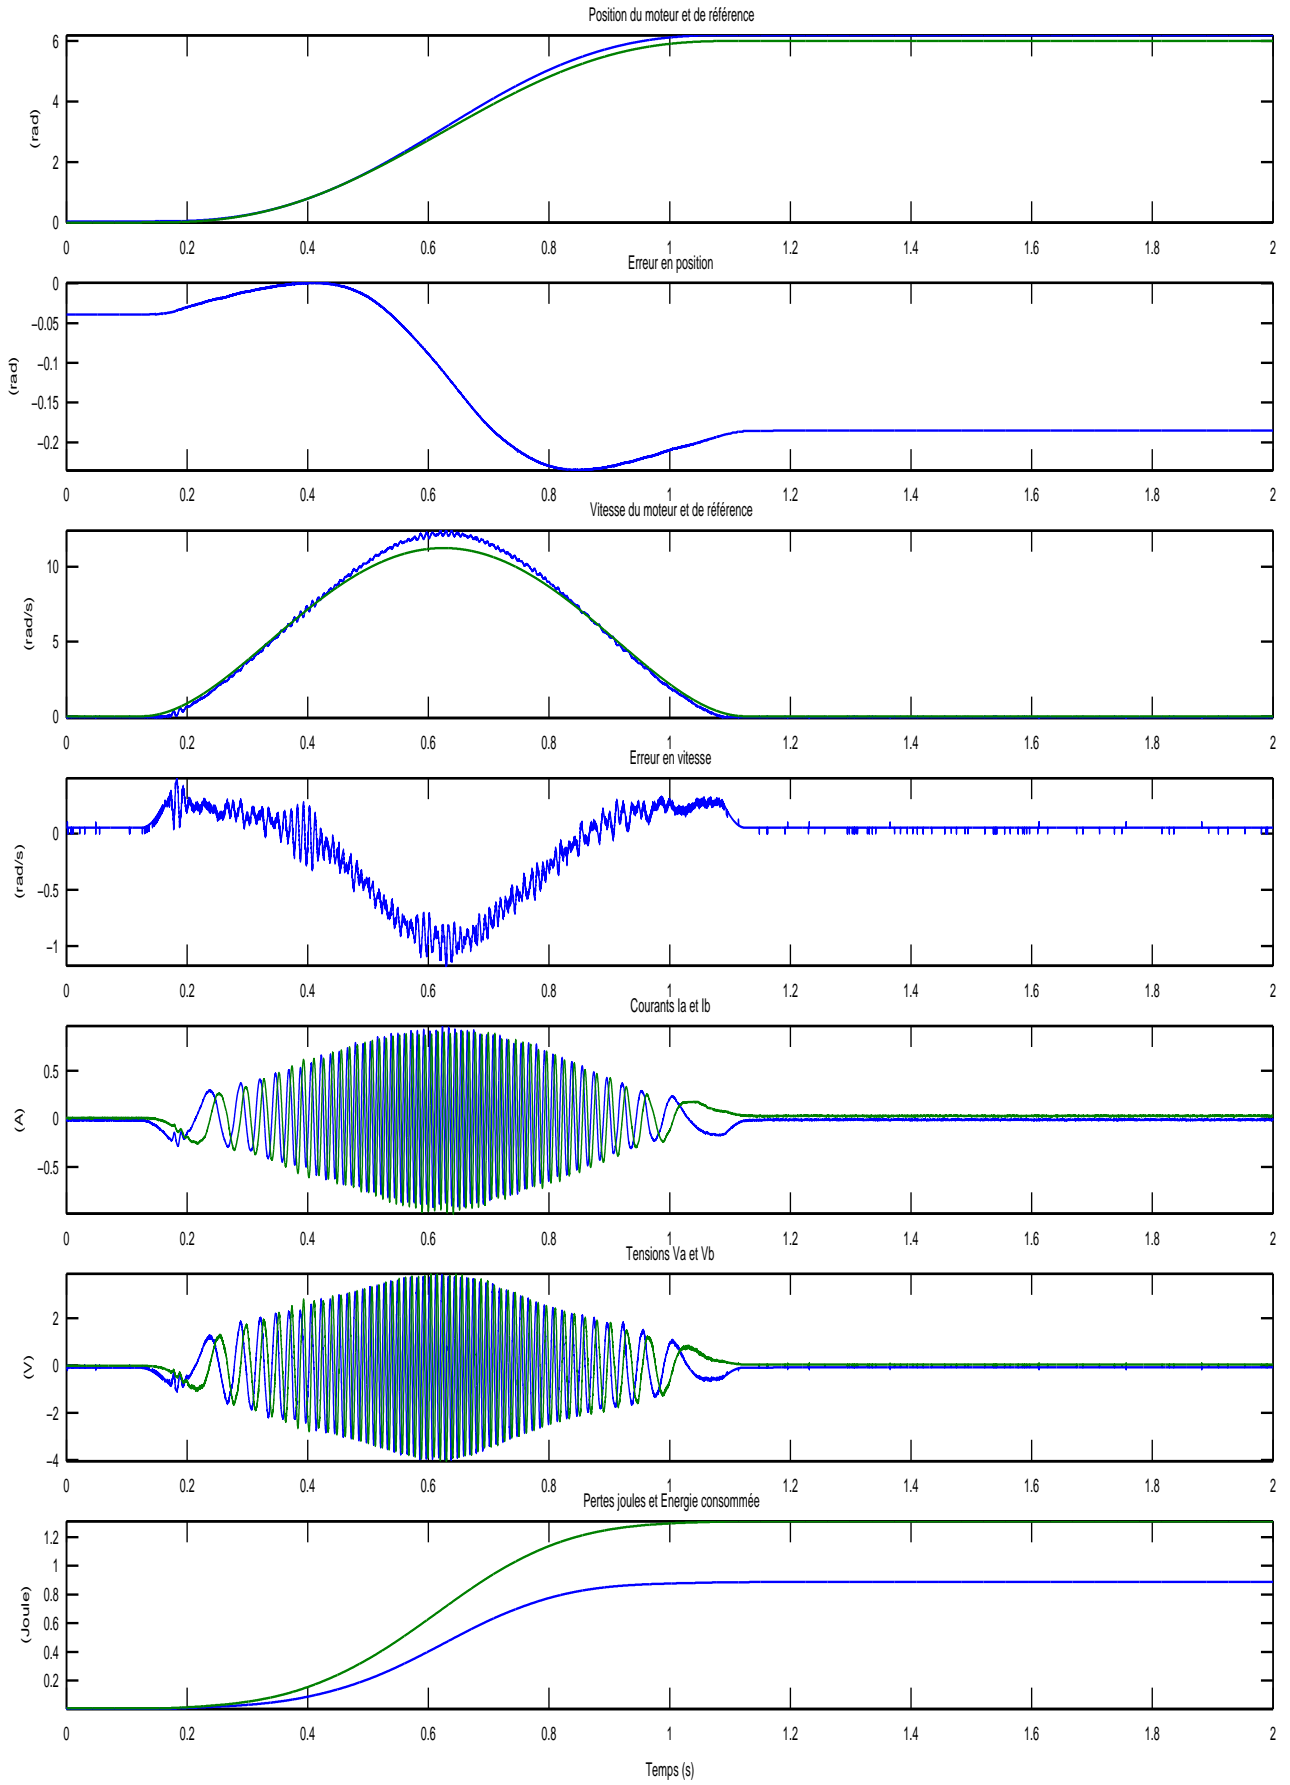 Position du moteur et de référence
6
4
2
0
(rad)
0 0.2 0.4 0.6 0.8 1 1.2 1.4 1.6 1.8 2
Erreur en position
0
−0.05
−0.1
−0.15
−0.2
(rad)
0 0.2 0.4 0.6 0.8 1 1.2 1.4 1.6 1.8 2
Vitesse du moteur et de référence
10
5
0
(rad/s)
0 0.2 0.4 0.6 0.8 1 1.2 1.4 1.6 1.8 2
Erreur en vitesse
0
−0.5
−1
(rad/s)
0 0.2 0.4 0.6 0.8 1 1.2 1.4 1.6 1.8 2
Courants Ia et Ib
0.5
0
−0.5
(A)
0 0.2 0.4 0.6 0.8 1 1.2 1.4 1.6 1.8 2
Tensions Va et Vb
2
0
−2
−4
(V)
0 0.2 0.4 0.6 0.8 1 1.2 1.4 1.6 1.8 2
Pertes joules et Energie consommée
1.2
1
0.8
0.6
0.4
0.2
(Joule)
0 0.2 0.4 0.6 0.8 1 1.2 1.4 1.6 1.8 2
Temps (s)